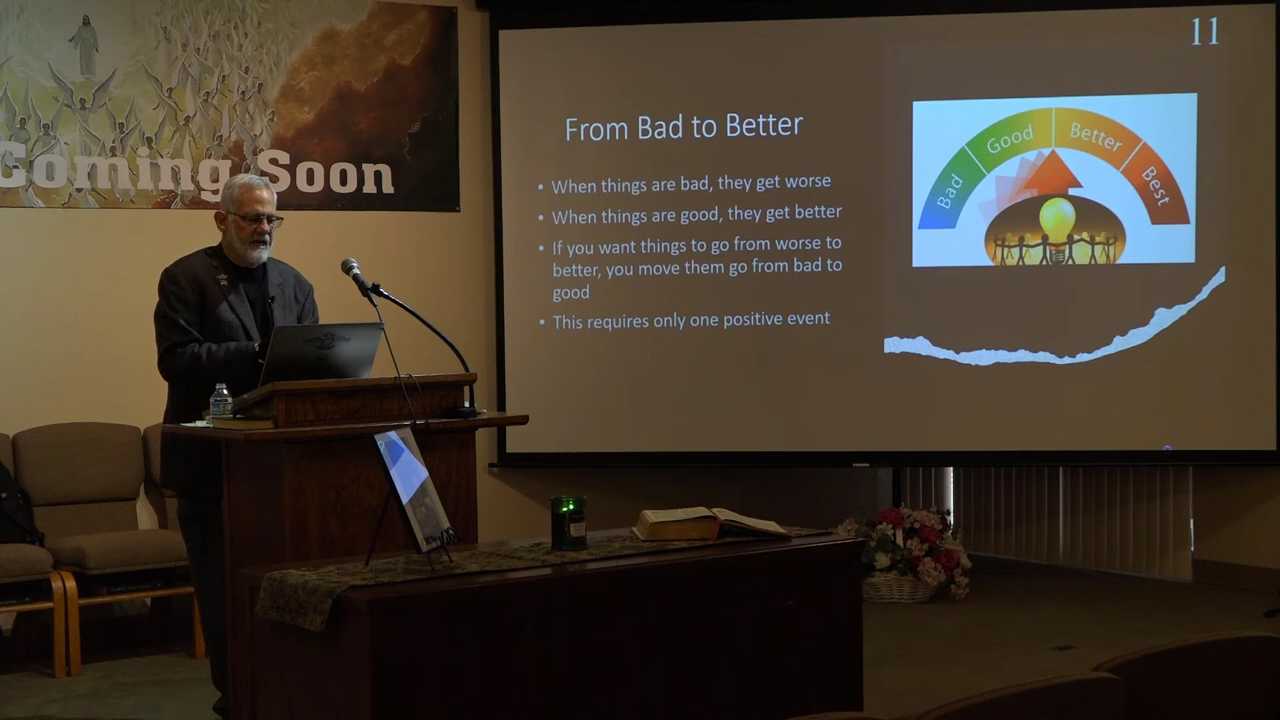 Coming Soon
11
From Bad to Better
• When things are bad, they get worse
• When things are good, they get better
• If you want things to go from worse to
better, you move them go from bad to
good
• This requires only one positive event
Bad
Good
Better
Best